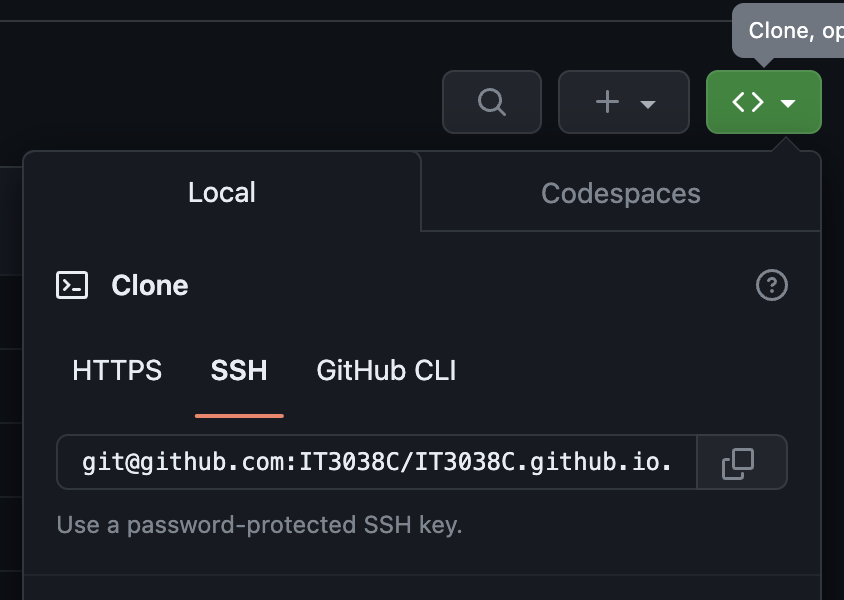 Clone, op
Local
Codespaces
Clone
HTTPS
SSH
GitHub CLI
git@github.com:IT3038C/IT3038C.github.io.
Use a password-protected SSH key.